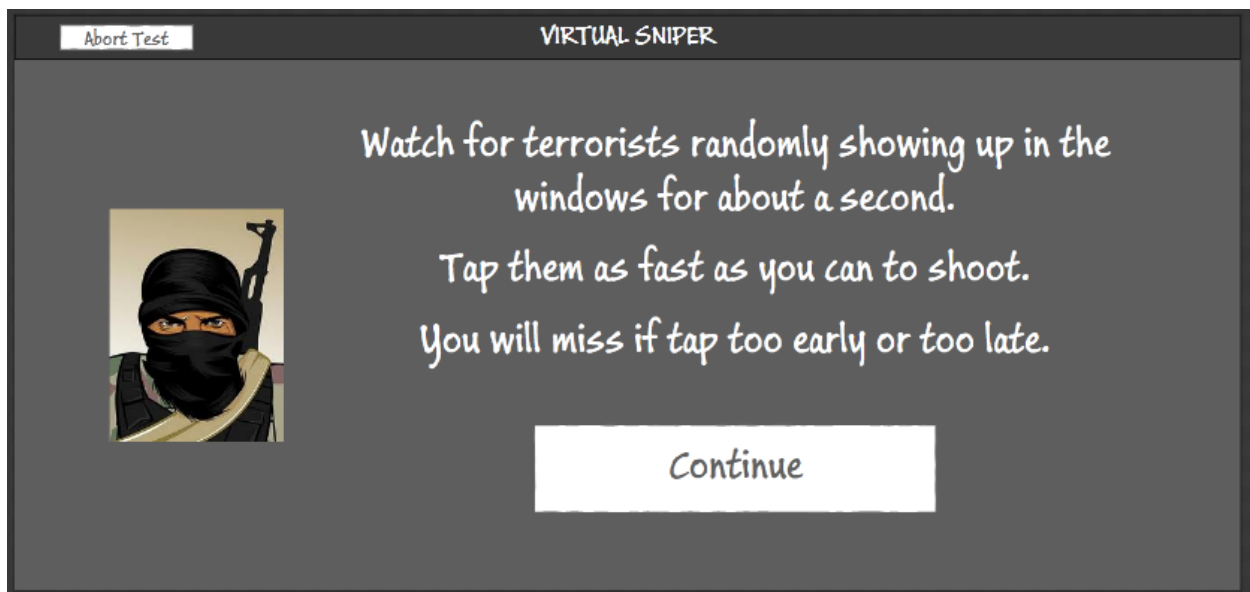 Abort Test
VIRTUAL SNIPER
Watch for terrorists randomly showing up in the
windows for about a second.
Tap them as fast as you can to shoot.
You will miss if tap too early or too late.
Continue